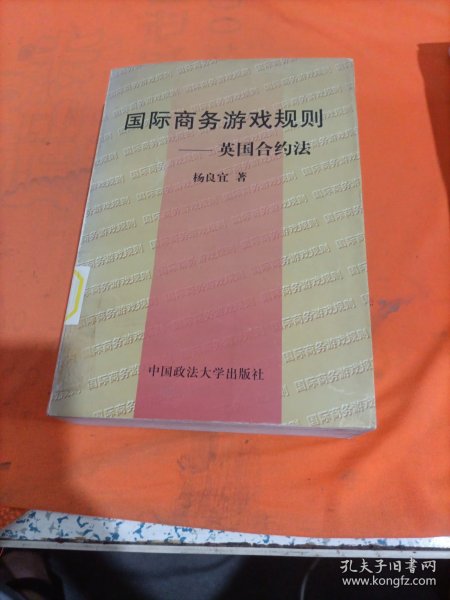 国际商务游戏规则
——英国合约法
杨良宜 著
中国政法大学出版社
孔夫子旧书网
www.kongfz.com